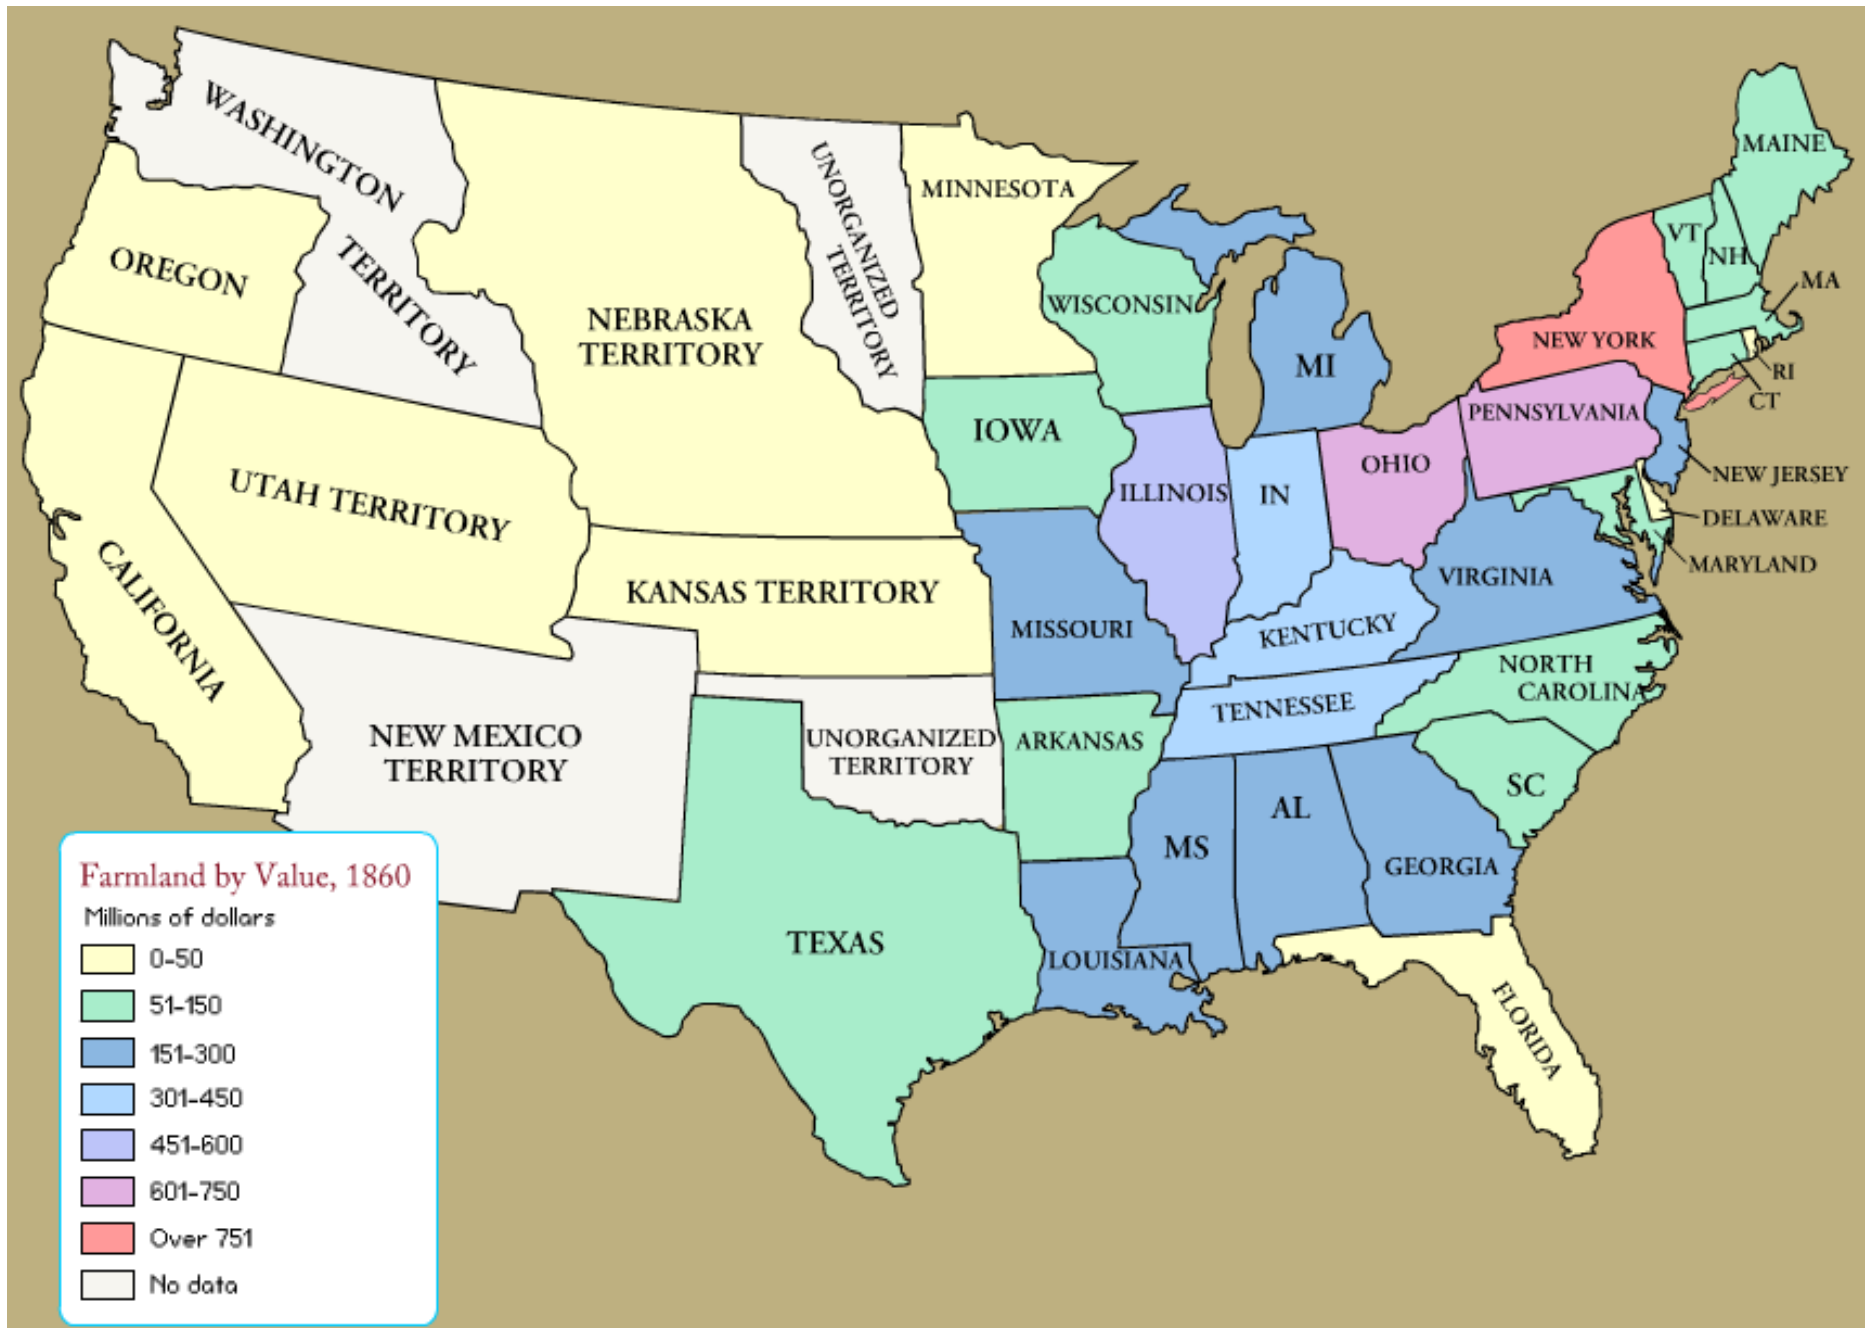 WASHINGTON
TERRITORY
OREGON
CALIFORNIA
UTAH TERRITORY
NEBRASKA
TERRITORY
UNORGANIZED
TERRITORY
MINNESOTA
WISCONSIN
MI
IOWA
ILLINOIS
IN
OHIO
PENNSYLVANIA
NEW YORK
VT
NH
MAINE
MA
RI
CT
NEW JERSEY
DELAWARE
MARYLAND
VIRGINIA
KANSAS TERRITORY
MISSOURI
KENTUCKY
TENNESSEE
NORTH
CAROLINA
SC
NEW MEXICO
TERRITORY
UNORGANIZED
TERRITORY
ARKANSAS
MS
AL
GEORGIA
TEXAS
LOUISIANA
FLORIDA
Farmland by Value, 1860
Millions of dollars
0-50
51-150
151-300
301-450
451-600
601-750
Over 751
No data